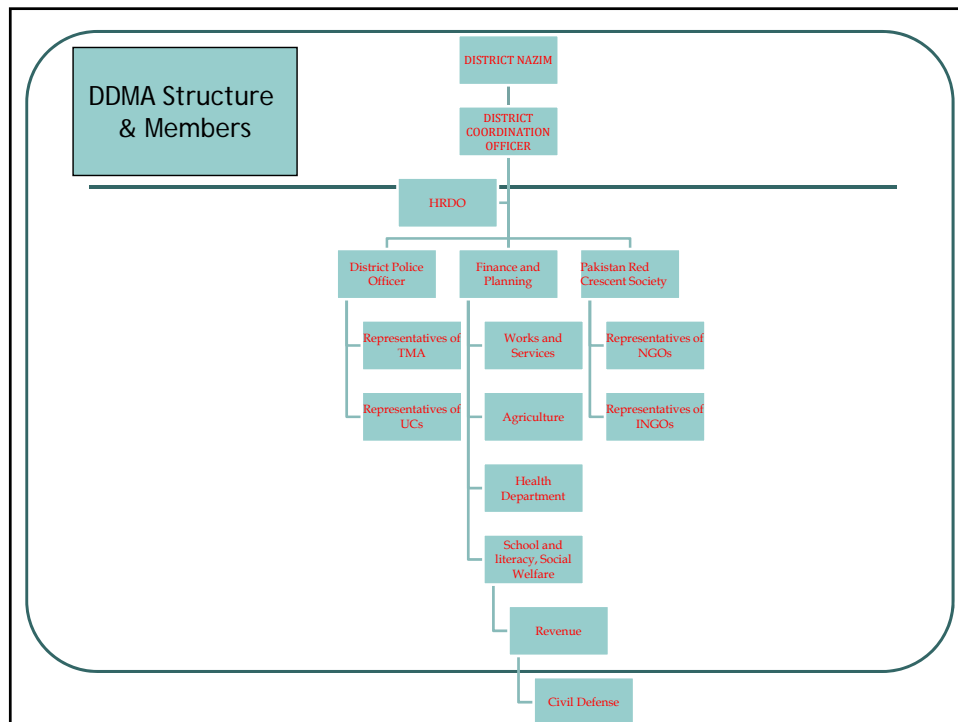 DDMA Structure
& Members
DISTRICT NAZIM
DISTRICT
COORDINATION
OFFICER
HRDO
District Police
Officer
Finance and
Planning
Pakistan Red
Crescent Society
Representatives of
TMA
Works and
Services
Representatives of
NGOs
Representatives of
UCs
Agriculture
Representatives of
INGOs
Health
Department
School and
literacy, Social
Welfare
Revenue
Civil Defense